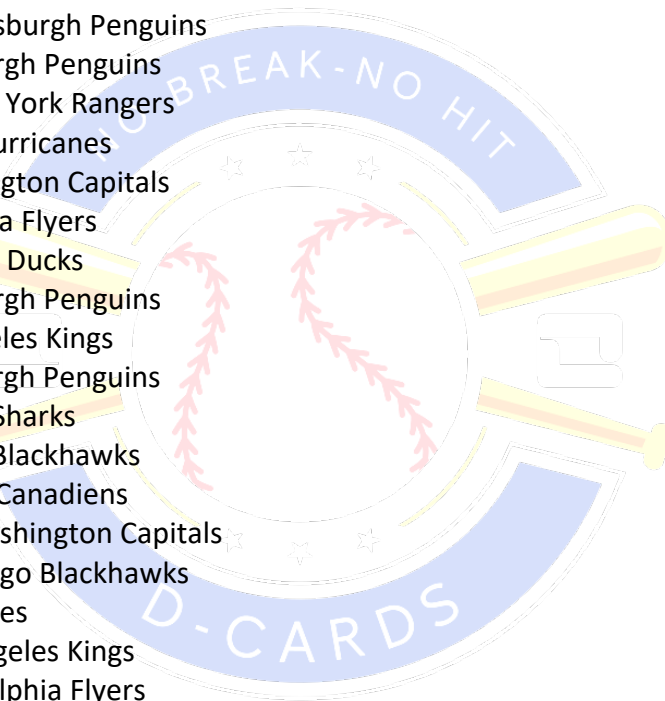 NO BREAK-NO HIT
sburgh Penguins
rgh Penguins
York Rangers
urricanes
gton Capitals
a Flyers
Ducks
rgh Penguins
eles Kings
rgh Penguins
Sharks
Blackhawks
Canadiens
shington Capitals
go Blackhawks
es
geles Kings
lphia Flyers
D-CARDS